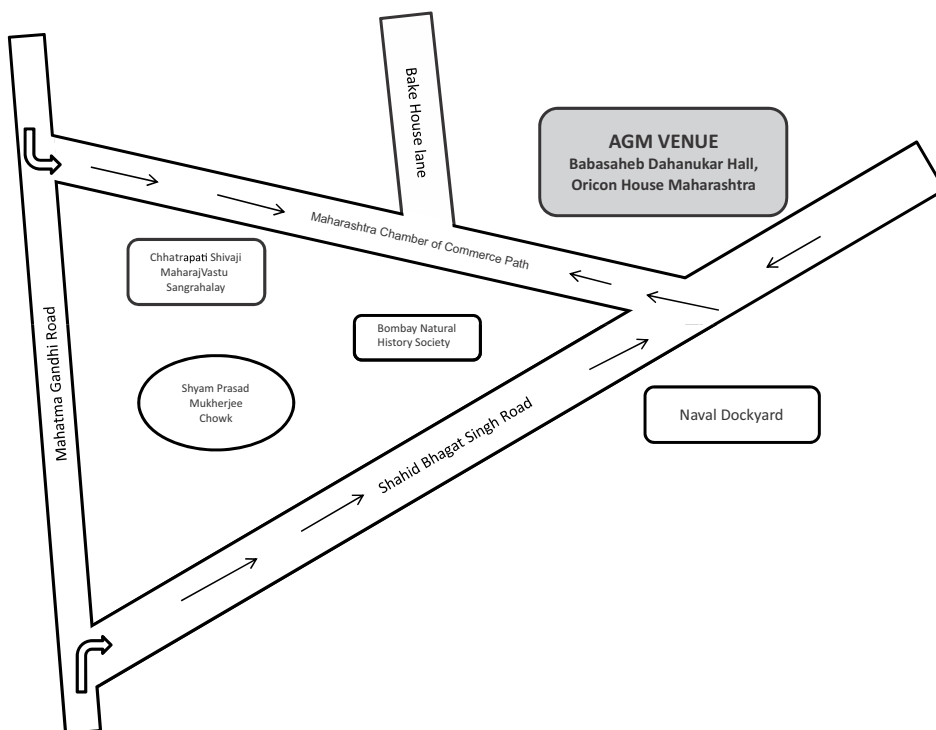 Bake House lane
AGM VENUE
Babasaheb Dahanukar Hall,
Oricon House Maharashtra
Maharashtra Chamber of Commerce Path
Chhatrapati Shivaji
MaharajVastu
Sangrahalay
Bombay Natural
History Society
Mahatma Gandhi Road
Shyam Prasad
Mukherjee
Chowk
Naval Dockyard
Shahid Bhagat Singh Road